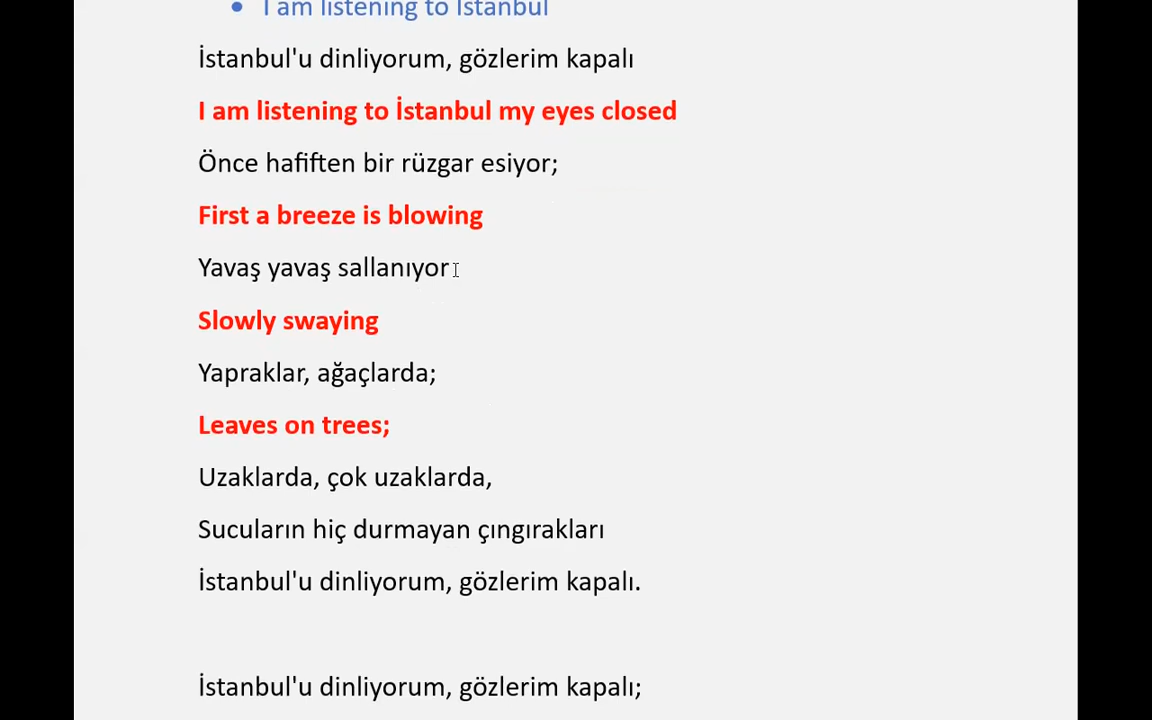 I am listening to Istanbul
İstanbul'u dinliyorum, gözlerim kapalı
I am listening to İstanbul my eyes closed
Önce hafiften bir rüzgar esiyor;
First a breeze is blowing
Yavaş yavaş sallanıyor
Slowly swaying
Yapraklar, ağaçlarda;
Leaves on trees;
Uzaklarda, çok uzaklarda,
Sucuların hiç durmayan çıngırakları
İstanbul'u dinliyorum, gözlerim kapalı.
İstanbul'u dinliyorum, gözlerim kapalı;